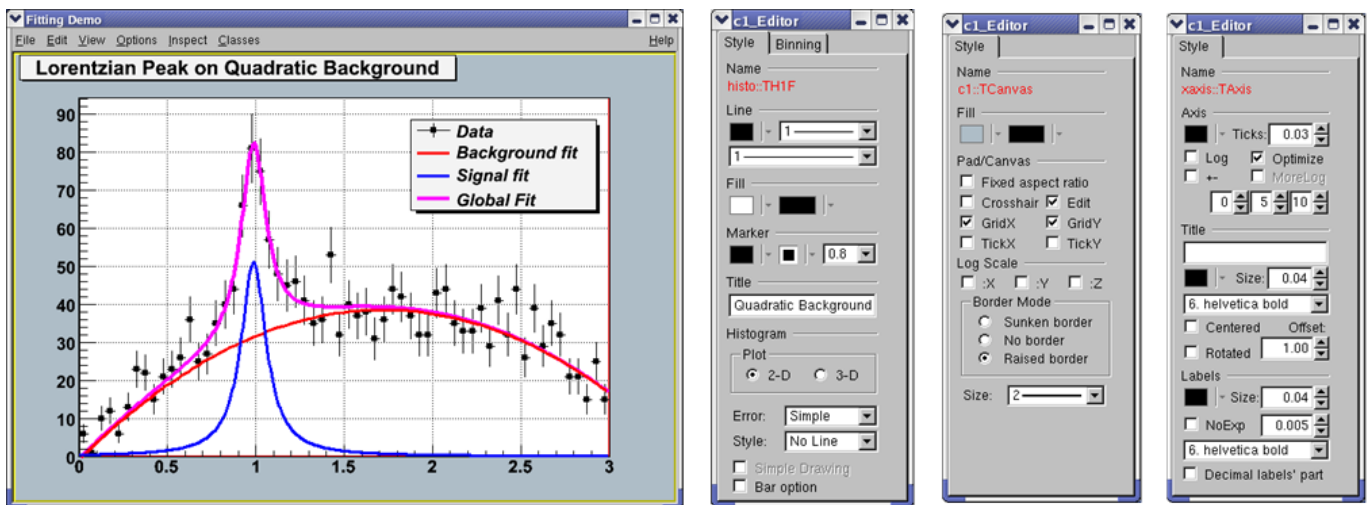 Fitting Demo
File Edit View Options Inspect Classes Help
Lorentzian Peak on Quadratic Background
90
80
70
60
50
40
30
20
10
0
0 0.5 1 1.5 2 2.5 3
Data
Background fit
Signal fit
Global Fit
c1_Editor
Style Binning
Name
histo::TH1F
Line
1
1
Fill
Marker
0.8
Title
Quadratic Background
Histogram
Plot
2-D 3-D
Error: Simple
Style: No Line
Simple Drawing
Bar option
c1_Editor
Style
Name
c1::TCanvas
Fill
Pad/Canvas
Fixed aspect ratio
Crosshair Edit
GridX GridY
TickX TickY
Log Scale
:X :Y :Z
Border Mode
Sunken border
No border
Raised border
Size: 2
c1_Editor
Style
Name
xaxis::TAxis
Axis
Ticks: 0.03
Log Optimize
+- MoreLog
0 5 10
Title
Size: 0.04
6. helvetica bold
Centered Offset:
Rotated 1.00
Labels
Size: 0.04
NoExp 0.005
6. helvetica bold
Decimal labels' part